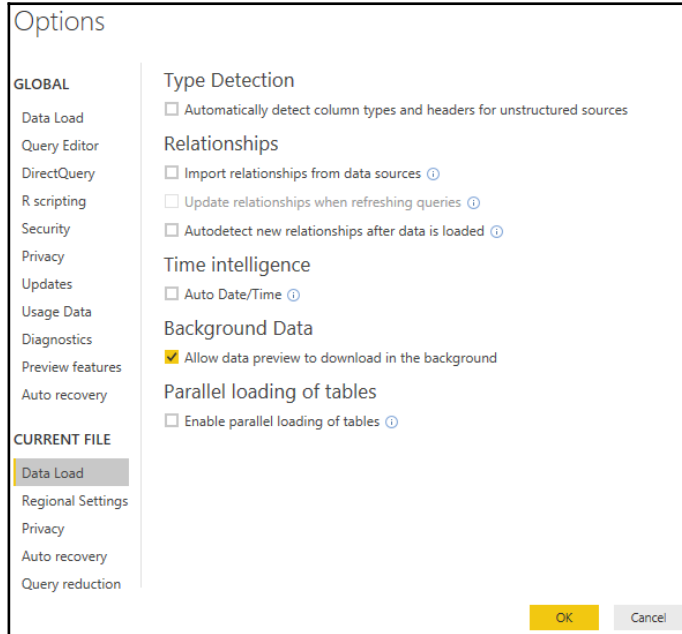 Options
GLOBAL
Data Load
Query Editor
DirectQuery
R scripting
Security
Privacy
Updates
Usage Data
Diagnostics
Preview features
Auto recovery
CURRENT FILE
Data Load
Regional Settings
Privacy
Auto recovery
Query reduction
Type Detection
Automatically detect column types and headers for unstructured sources
Relationships
Import relationships from data sources
Update relationships when refreshing queries
Autodetect new relationships after data is loaded
Time intelligence
Auto Date/Time
Background Data
Allow data preview to download in the background
Parallel loading of tables
Enable parallel loading of tables
OK
Cancel